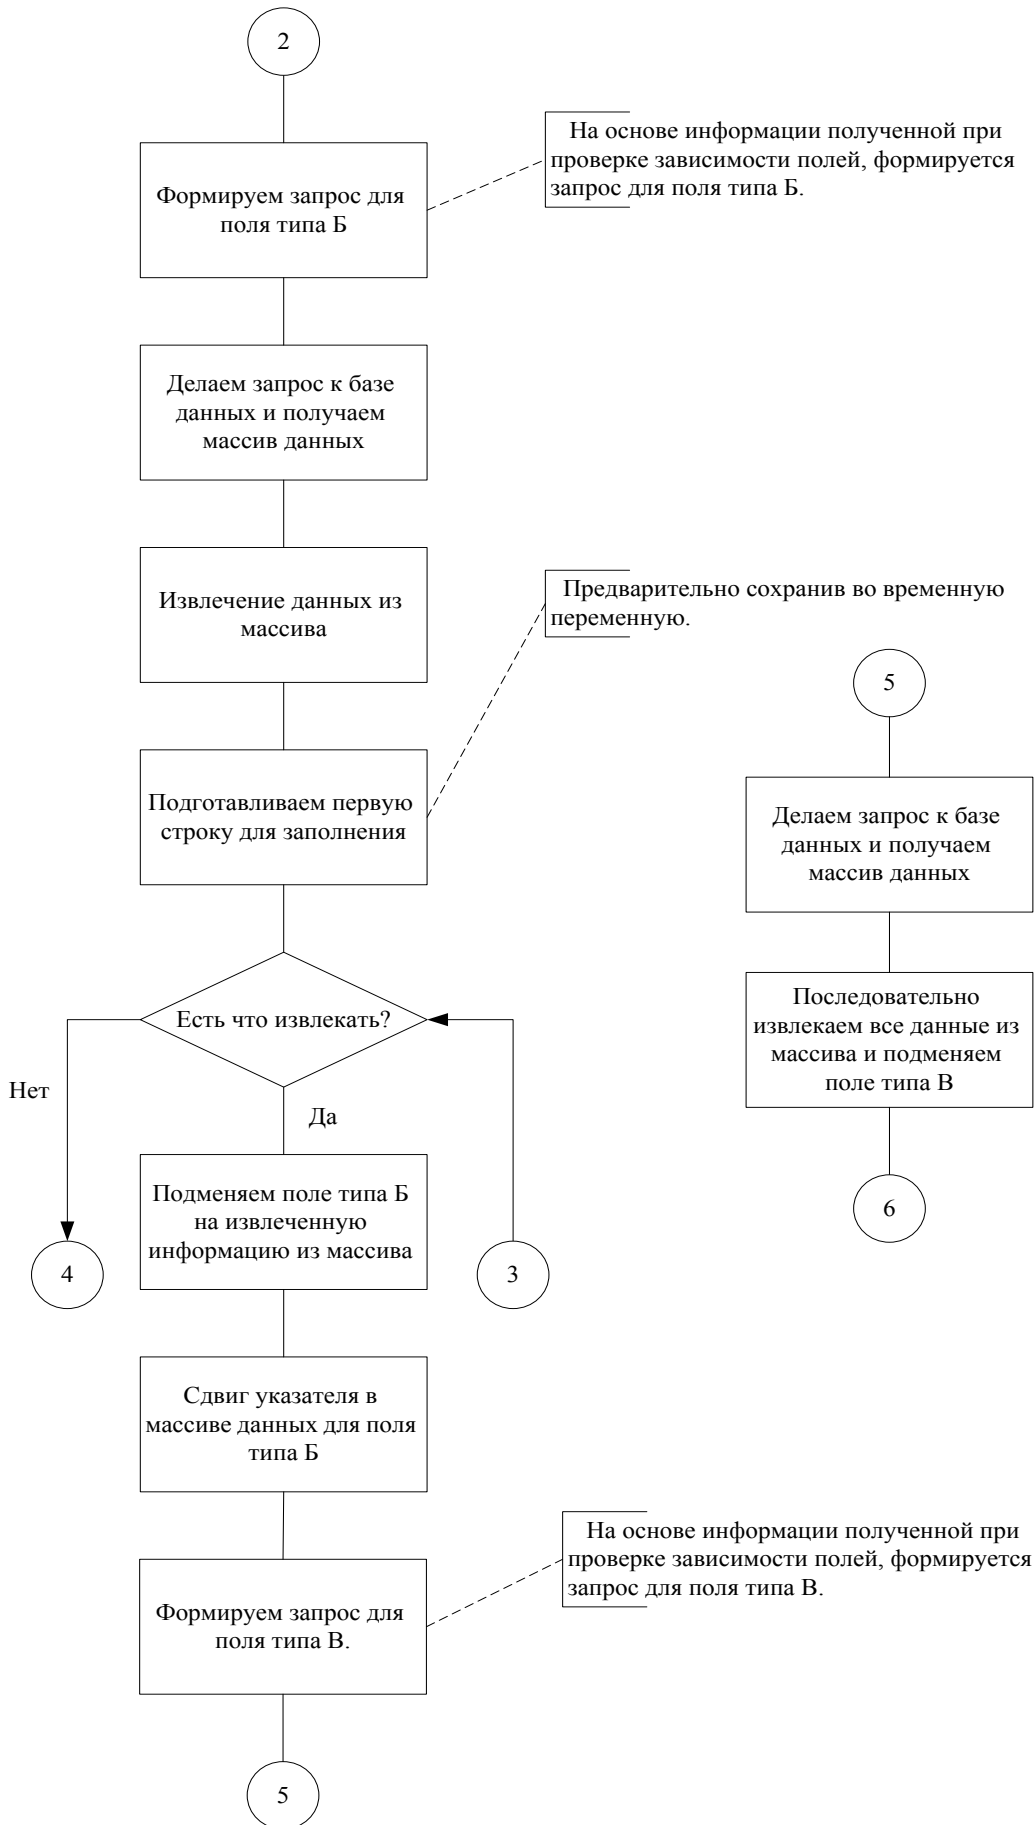 2
Формируем запрос для
поля типа Б
На основе информации полученной при
проверке зависимости полей, формируется
запрос для поля типа Б.
Делаем запрос к базе
данных и получаем
массив данных
Извлечение данных из
массива
Предварительно сохранив во временную
переменную.
Подготавливаем первую
строку для заполнения
Есть что извлекать?
Нет
Да
Подменяем поле типа Б
на извлеченную
информацию из массива
4
3
Сдвиг указателя в
массиве данных для поля
типа Б
Формируем запрос для
поля типа В.
На основе информации полученной при
проверке зависимости полей, формируется
запрос для поля типа В.
5
5
Делаем запрос к базе
данных и получаем
массив данных
Последовательно
извлекаем все данные из
массива и подменяем
поле типа В
6